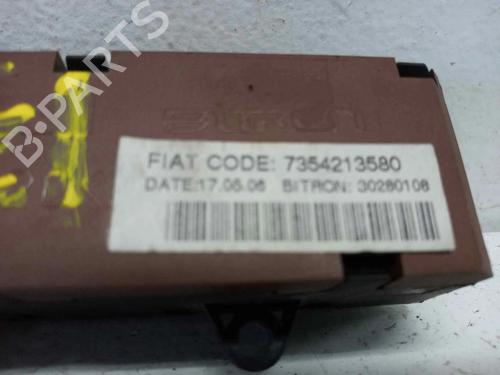 BITRON
FIAT CODE: 7354213580
DATE:17.05.06 BITRON: 30280108
B-PARTS